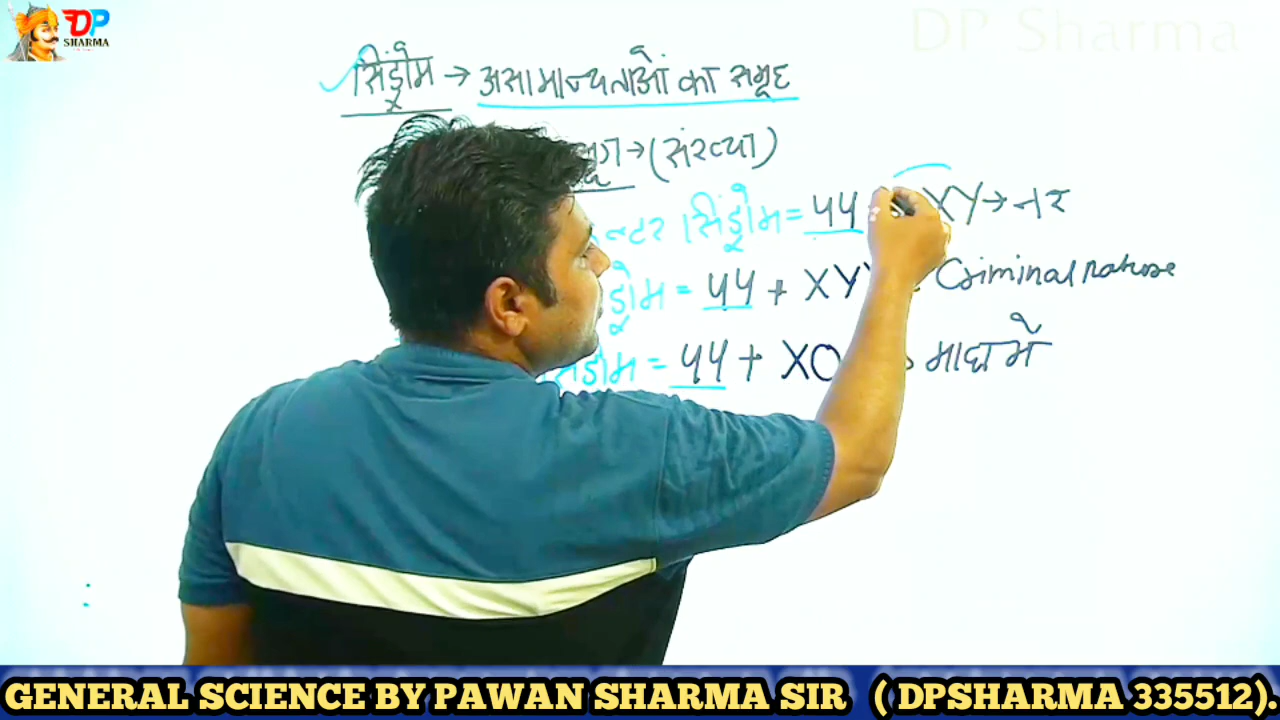 DP
SHARMA
DP Sharma
सिंड्रोम → असामान्यताओं का समूह
→ (संख्या)
सिंड्रोम = 44 XY → नर
= 44 + XY Criminal nature
= 44 + XO मादा में
GENERAL SCIENCE BY PAWAN SHARMA SIR ( DPSHARMA 335512).